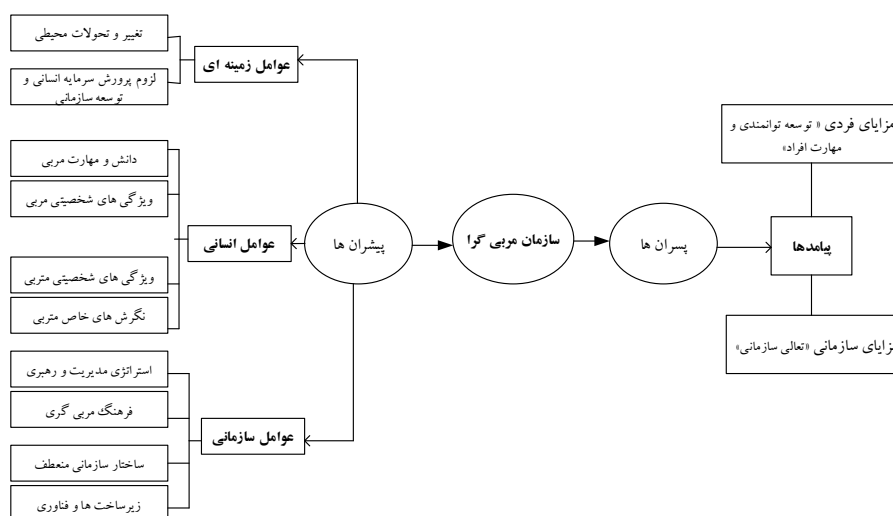 تغییر و تحولات محیطی
لزوم پرورش سرمایه انسانی و
توسعه سازمانی
عوامل زمینه ای
دانش و مهارت مربی
ویژگی های شخصیتی مربی
ویژگی های شخصیتی متربی
نگرش های خاص متربی
عوامل انسانی
استراتژی مدیریت و رهبری
فرهنگ مربی گری
ساختار سازمانی منعطف
زیرساخت ها و فناوری
عوامل سازمانی
پیشران ها
سازمان مربی گرا
پسران ها
پیامدها
مزایای فردی « توسعه توانمندی و
مهارت افراد»
مزایای سازمانی «تعالی سازمانی»